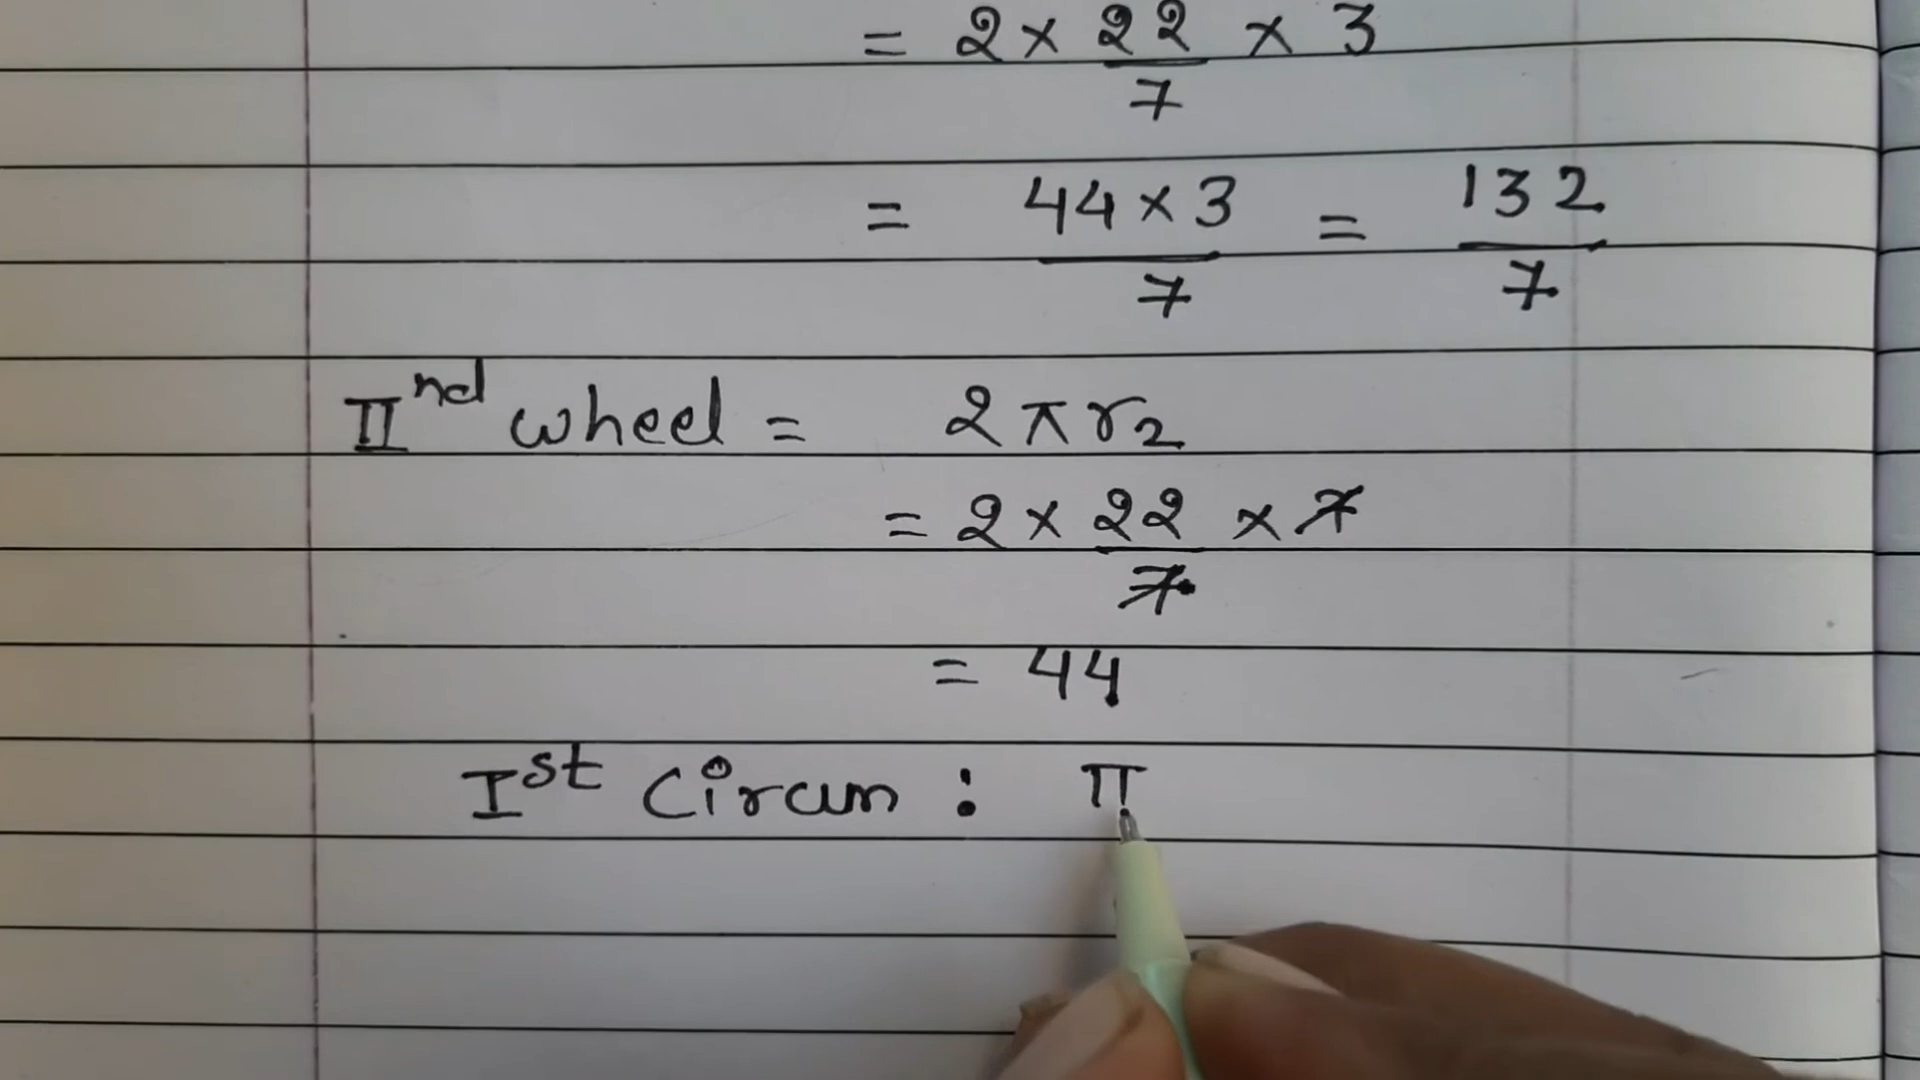 = 2 × 22/7 × 3
= 44 × 3/7 = 132/7
IInd wheel = 2πr2
= 2 × 22/7 × 7
= 44
Ist Circum : II